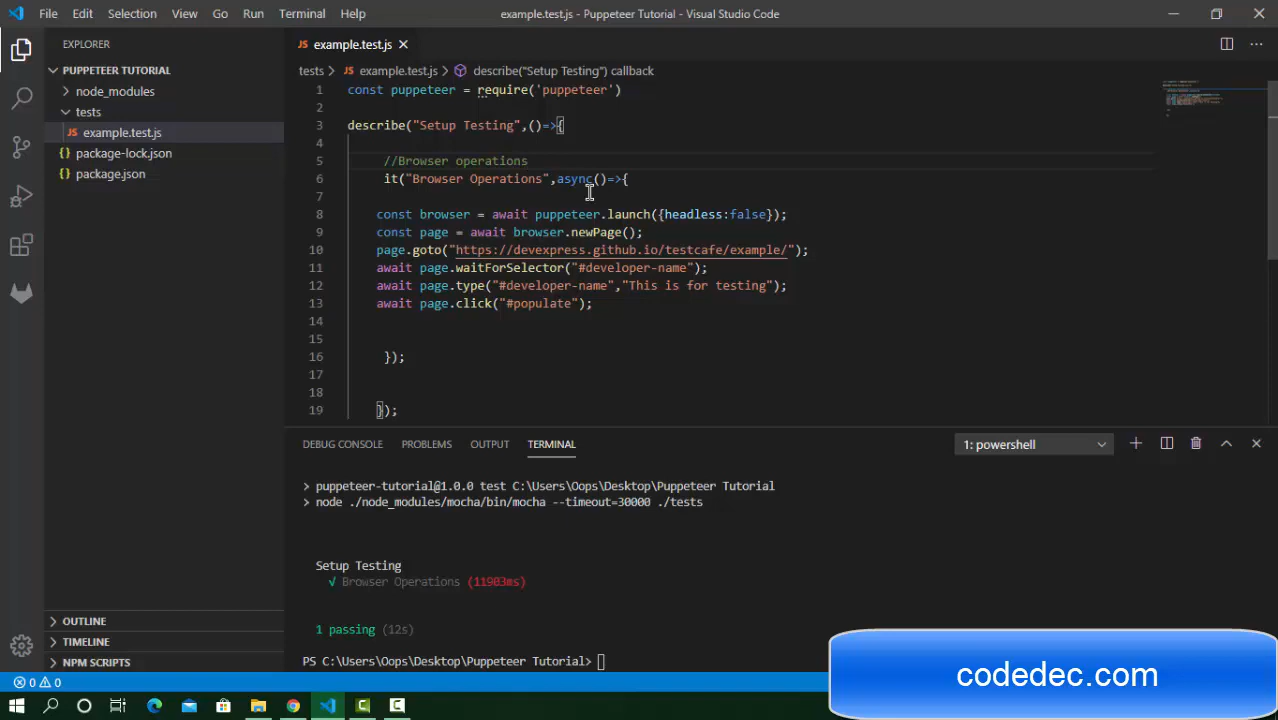 File Edit Selection View Go Run Terminal Help example.test.js - Puppeteer Tutorial - Visual Studio Code
EXPLORER
JS example.test.js
PUPPETEER TUTORIAL
tests > JS example.test.js > describe("Setup Testing") callback
node_modules
tests
JS example.test.js
{} package-lock.json
{} package.json
1 const puppeteer = require('puppeteer')
2
3 describe("Setup Testing",()=>{
4
5 //Browser operations
6 it("Browser Operations",async()=>{
7
8 const browser = await puppeteer.launch({headless:false});
9 const page = await browser.newPage();
10 page.goto("https://devexpress.github.io/testcafe/example/");
11 await page.waitForSelector("#developer-name");
12 await page.type("#developer-name","This is for testing");
13 await page.click("#populate");
14
15
16 });
17
18
19 });
DEBUG CONSOLE PROBLEMS OUTPUT TERMINAL 1: powershell
> puppeteer-tutorial@1.0.0 test C:\Users\Oops\Desktop\Puppeteer Tutorial
> node ./node_modules/mocha/bin/mocha --timeout=30000 ./tests
Setup Testing
√ Browser Operations (11903ms)
1 passing (12s)
PS C:\Users\Oops\Desktop\Puppeteer Tutorial>
OUTLINE
TIMELINE
NPM SCRIPTS
0 0
codedec.com